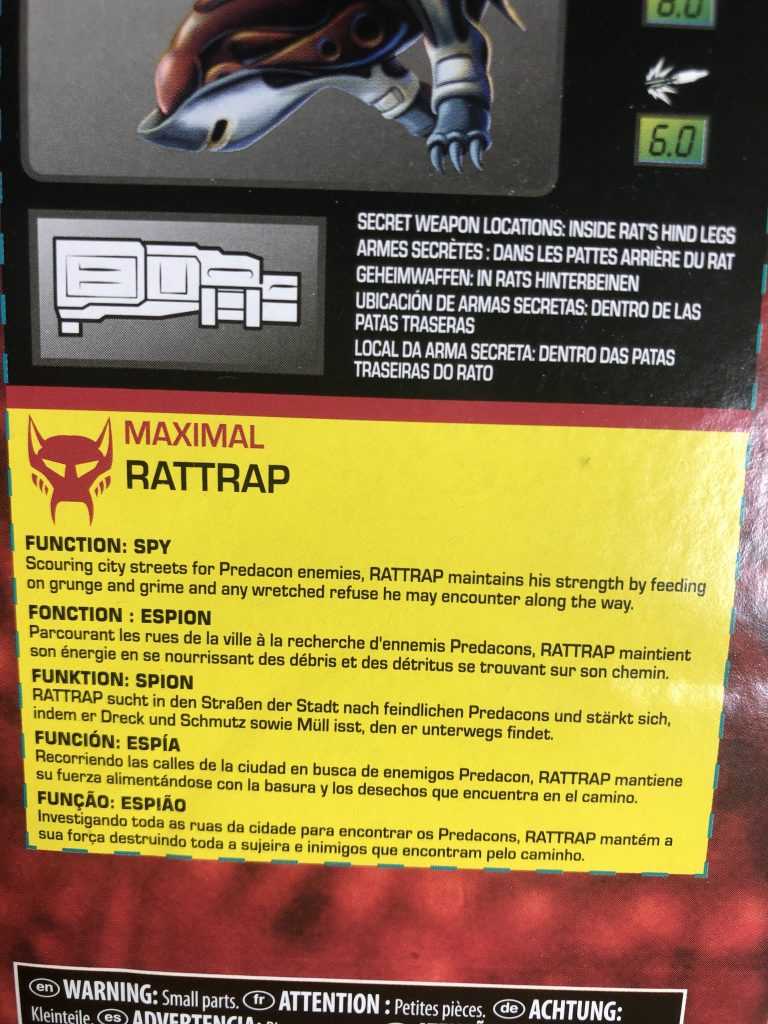 8.0
6.0
SECRET WEAPON LOCATIONS: INSIDE RAT'S HIND LEGS
ARMES SECRÈTES : DANS LES PATTES ARRIÈRE DU RAT
GEHEIMWAFFEN: IN RATS HINTERBEINEN
UBICACIÓN DE ARMAS SECRETAS: DENTRO DE LAS
PATAS TRASERAS
LOCAL DA ARMA SECRETA: DENTRO DAS PATAS
TRASEIRAS DO RATO
MAXIMAL
RATTRAP
FUNCTION: SPY
Scouring city streets for Predacon enemies, RATTRAP maintains his strength by feeding
on grunge and grime and any wretched refuse he may encounter along the way.
FONCTION : ESPION
Parcourant les rues de la ville à la recherche d'ennemis Predacons, RATTRAP maintient
son énergie en se nourrissant des débris et des détritus se trouvant sur son chemin.
FUNKTION: SPION
RATTRAP sucht in den Straßen der Stadt nach feindlichen Predacons und stärkt sich,
indem er Dreck und Schmutz sowie Müll isst, den er unterwegs findet.
FUNCIÓN: ESPÍA
Recorriendo las calles de la ciudad en busca de enemigos Predacon, RATTRAP mantiene
su fuerza alimentándose con la basura y los desechos que encuentra en el camino.
FUNÇÃO: ESPIÃO
Investigando toda as ruas da cidade para encontrar os Predacons, RATTRAP mantém a
sua força destruindo toda a sujeira e inimigos que encontram pelo caminho.
en WARNING: Small parts. fr ATTENTION : Petites pièces. de ACHTUNG:
Kleinteile. es ADVERTENCIA: